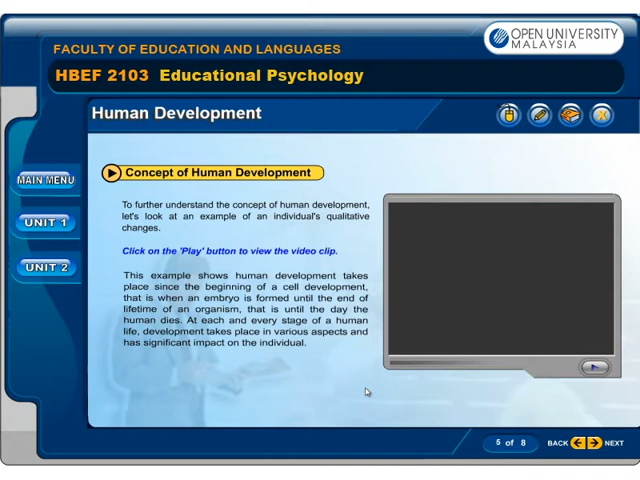 OPEN UNIVERSITY
MALAYSIA
FACULTY OF EDUCATION AND LANGUAGES
HBEF 2103 Educational Psychology
Human Development
X
MAIN MENU
UNIT 1
UNIT 2
Concept of Human Development
To further understand the concept of human development,
let's look at an example of an individual's qualitative
changes.
Click on the 'Play' button to view the video clip.
This example shows human development takes
place since the beginning of a cell development,
that is when an embryo is formed until the end of
lifetime of an organism, that is until the day the
human dies. At each and every stage of a human
life, development takes place in various aspects and
has significant impact on the individual.
5 of 8
BACK NEXT